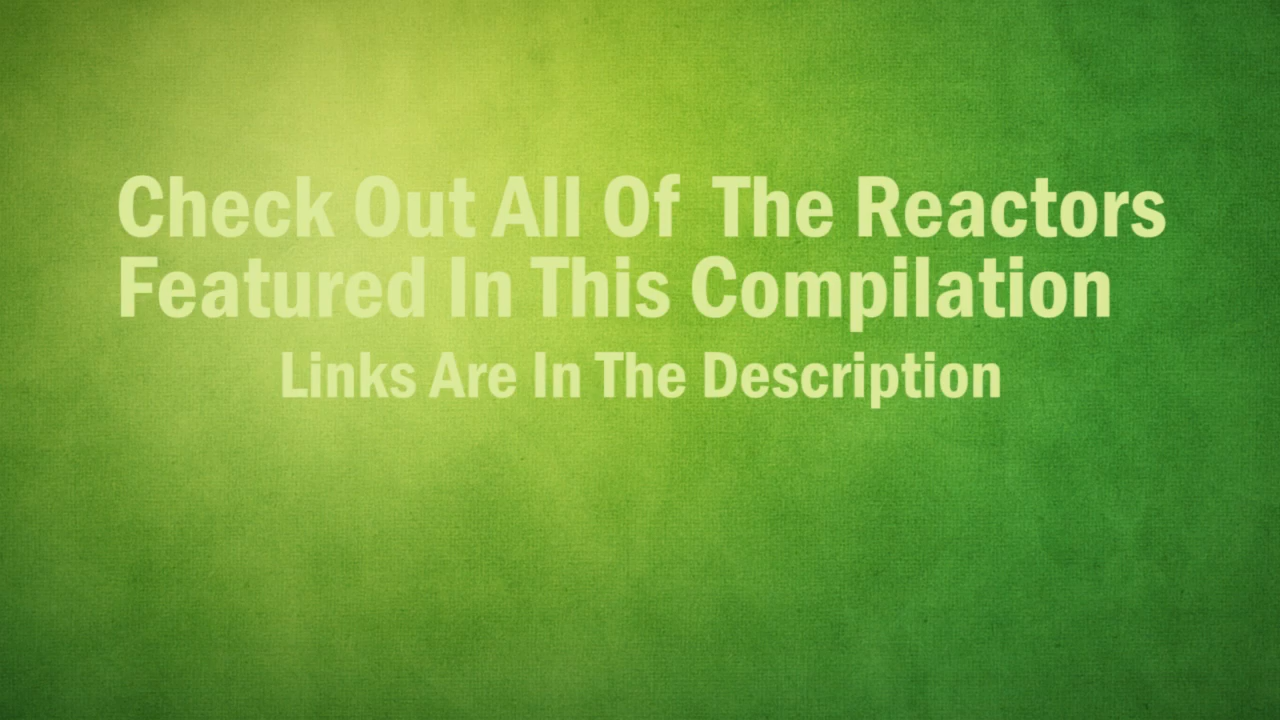 Check Out All Of The Reactors
Featured In This Compilation
Links Are In The Description